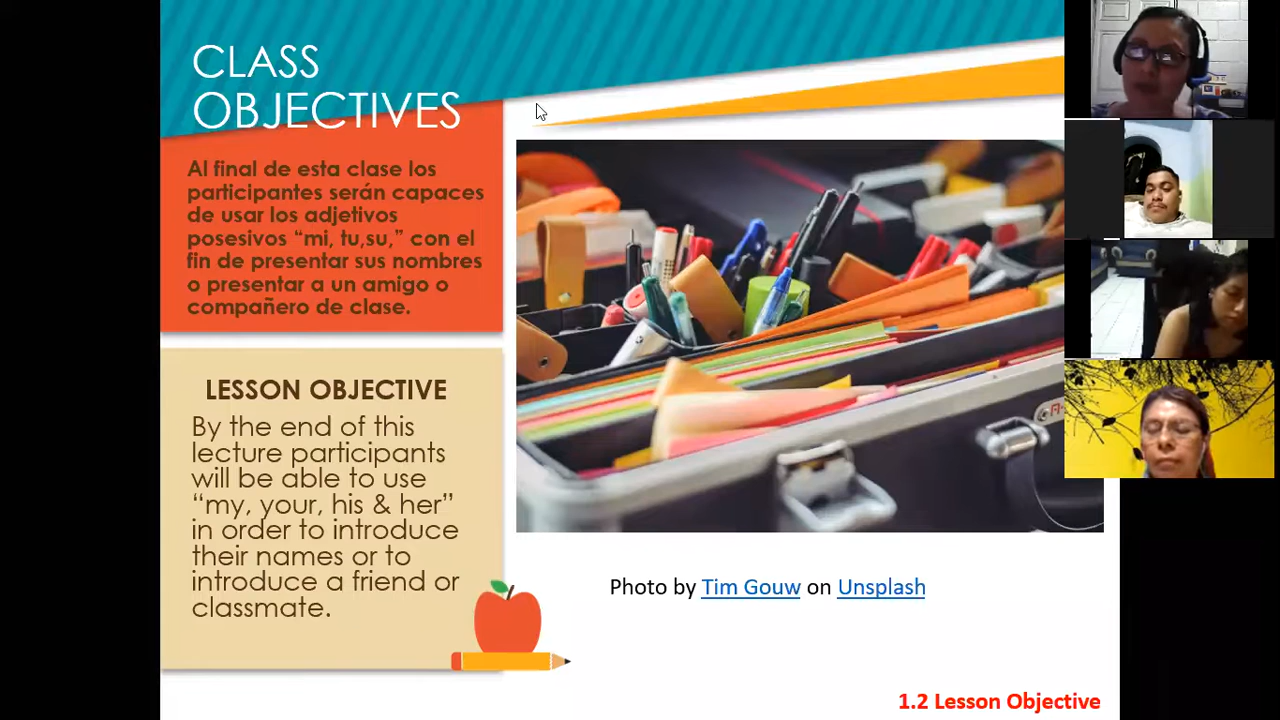 CLASS
OBJECTIVES
Al final de esta clase los
participantes serán capaces
de usar los adjetivos
posesivos “mi, tu,su,” con el
fin de presentar sus nombres
o presentar a un amigo o
compañero de clase.
LESSON OBJECTIVE
By the end of this
lecture participants
will be able to use
“my, your, his & her”
in order to introduce
their names or to
introduce a friend or
classmate.
Photo by Tim Gouw on Unsplash
1.2 Lesson Objective